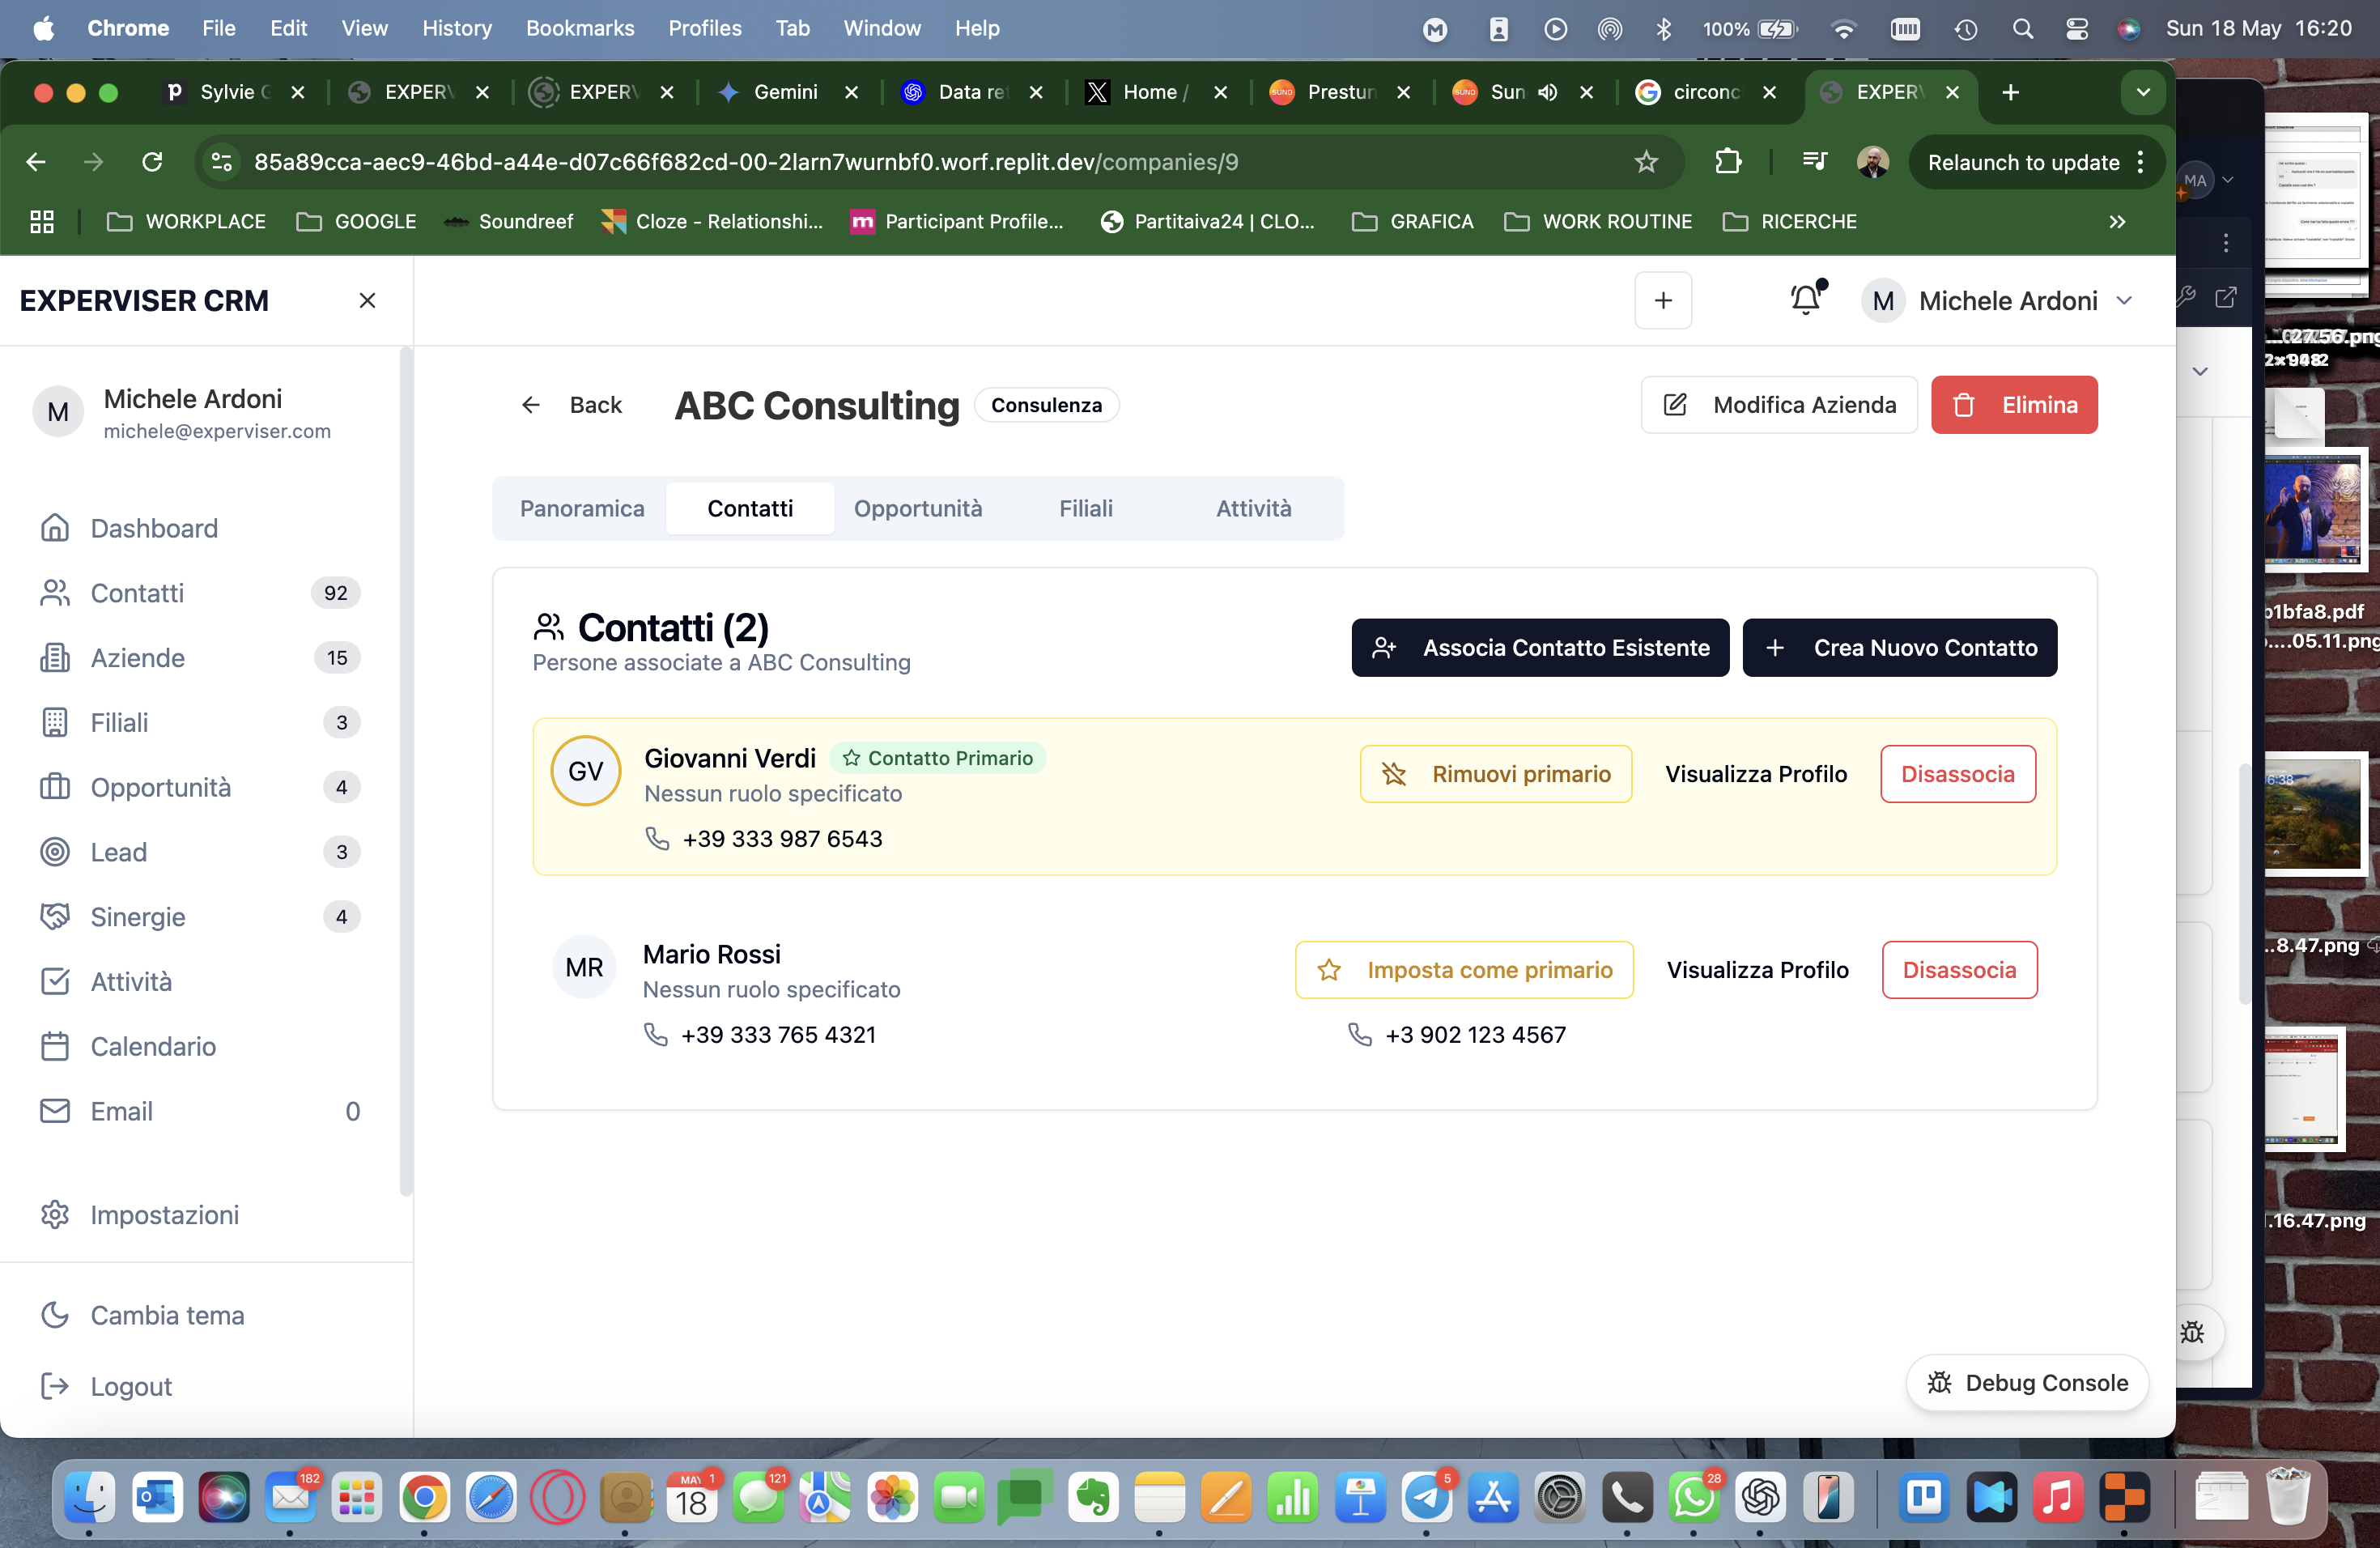 Chrome File Edit View History Bookmarks Profiles Tab Window Help 100% Sun 18 May 16:20
Sylvie EXPERV EXPERV Gemini Data re Home / Prestun Sun circonc EXPERV
85a89cca-aec9-46bd-a44e-d07c66f682cd-00-2larn7wurnbf0.worf.replit.dev/companies/9 Relaunch to update
WORKPLACE GOOGLE Soundreef Cloze - Relationshi... Participant Profile... Partitaiva24 | CLO... GRAFICA WORK ROUTINE RICERCHE »
MA
EXPERVISER CRM
M Michele Ardoni
M Michele Ardoni
michele@experviser.com
Dashboard
Contatti 92
Aziende 15
Filiali 3
Opportunità 4
Lead 3
Sinergie 4
Attività
Calendario
Email 0
Impostazioni
Cambia tema
Logout
Back ABC Consulting Consulenza Modifica Azienda Elimina
Panoramica Contatti Opportunità Filiali Attività
Contatti (2)
Persone associate a ABC Consulting
Associa Contatto Esistente Crea Nuovo Contatto
GV Giovanni Verdi Contatto Primario
Nessun ruolo specificato
+39 333 987 6543
Rimuovi primario Visualizza Profilo Disassocia
MR Mario Rossi
Nessun ruolo specificato
+39 333 765 4321 +3 902 123 4567
Imposta come primario Visualizza Profilo Disassocia
Debug Console
b1bfa8.pdf
....05.11.png
...8.47.png
.16.47.png
182 MAY 18 1 121 5 28